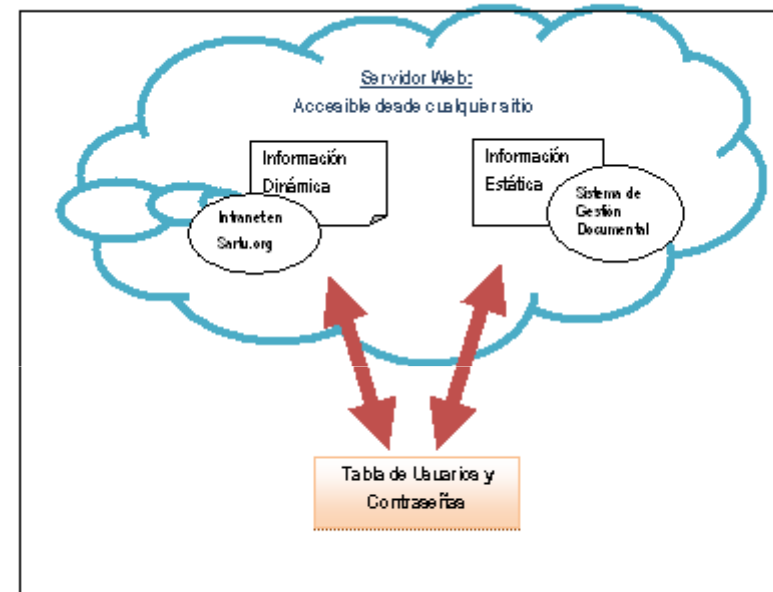 Servidor Web:
Accesible desde cualquier sitio
Información
Dinámica
Intranet en
Sartu.org
Información
Estática
Sistema de
Gestión
Documental
Tabla de Usuarios y
Contraseñas